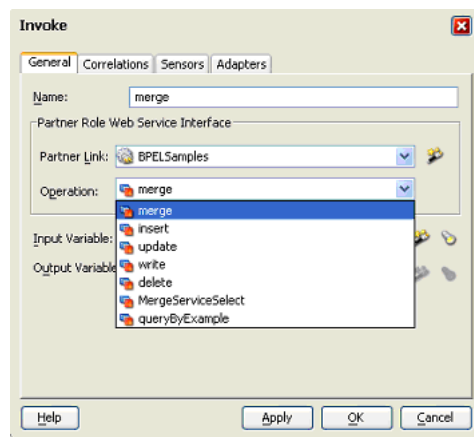 Invoke
General Correlations Sensors Adapters
Name: merge
Partner Role Web Service Interface
Partner Link: BPELSamples
Operation: merge
merge
insert
update
write
delete
MergeServiceSelect
queryByExample
Input Variable:
Output Variable
Help Apply OK Cancel